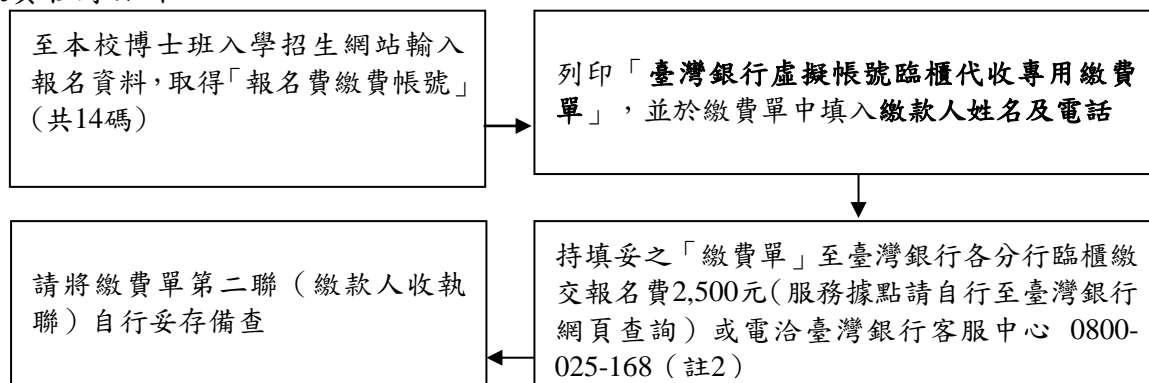 至本校博士班入學招生網站輸入
報名資料，取得「報名費繳費帳號」
（共14碼）
列印「臺灣銀行虛擬帳號臨櫃代收專用繳費
單」，並於繳費單中填入繳款人姓名及電話
持填妥之「繳費單」至臺灣銀行各分行臨櫃繳
交報名費2,500元（服務據點請自行至臺灣銀行
網頁查詢）或電洽臺灣銀行客服中心 0800-
025-168（註2）
請將繳費單第二聯（繳款人收執
聯）自行妥存備查